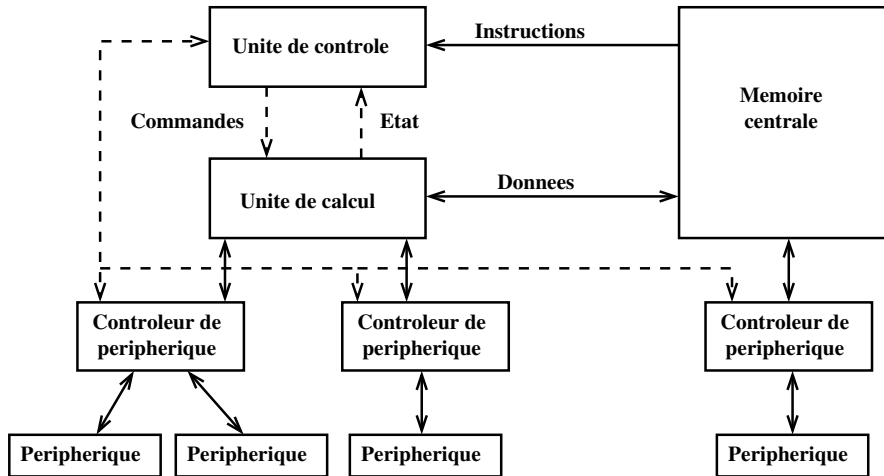 Instructions
Unite de controle
Memoire
centrale
Commandes
Etat
Donnees
Unite de calcul
Controleur de
peripherique
Controleur de
peripherique
Controleur de
peripherique
Peripherique
Peripherique
Peripherique
Peripherique